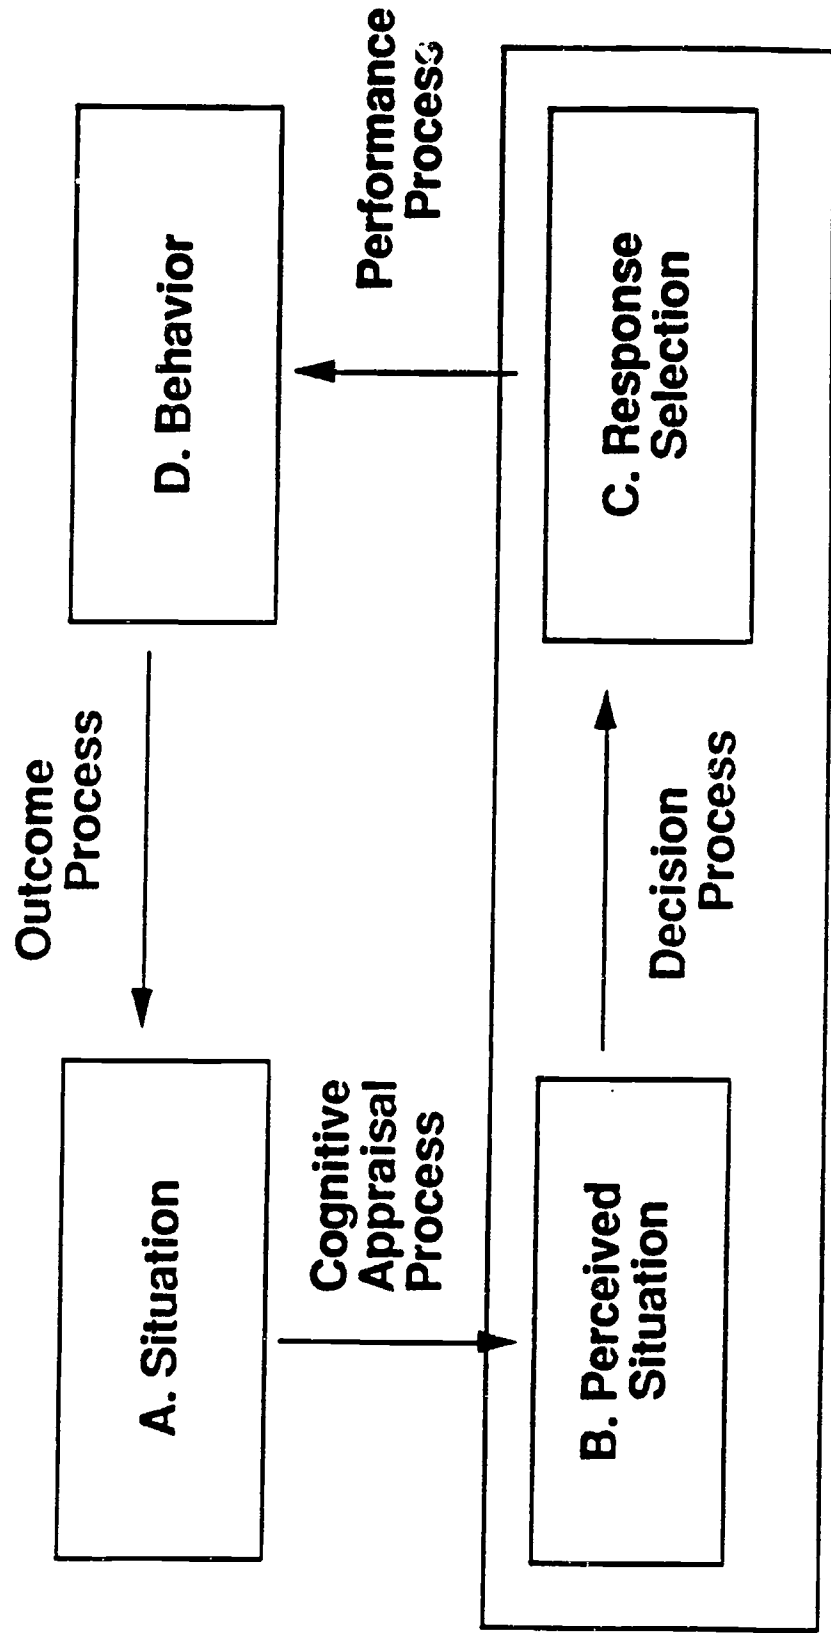 Outcome
Process
A. Situation
D. Behavior
Cognitive
Appraisal
Process
Performance
Process
B. Perceived
Situation
C. Response
Selection
Decision
Process